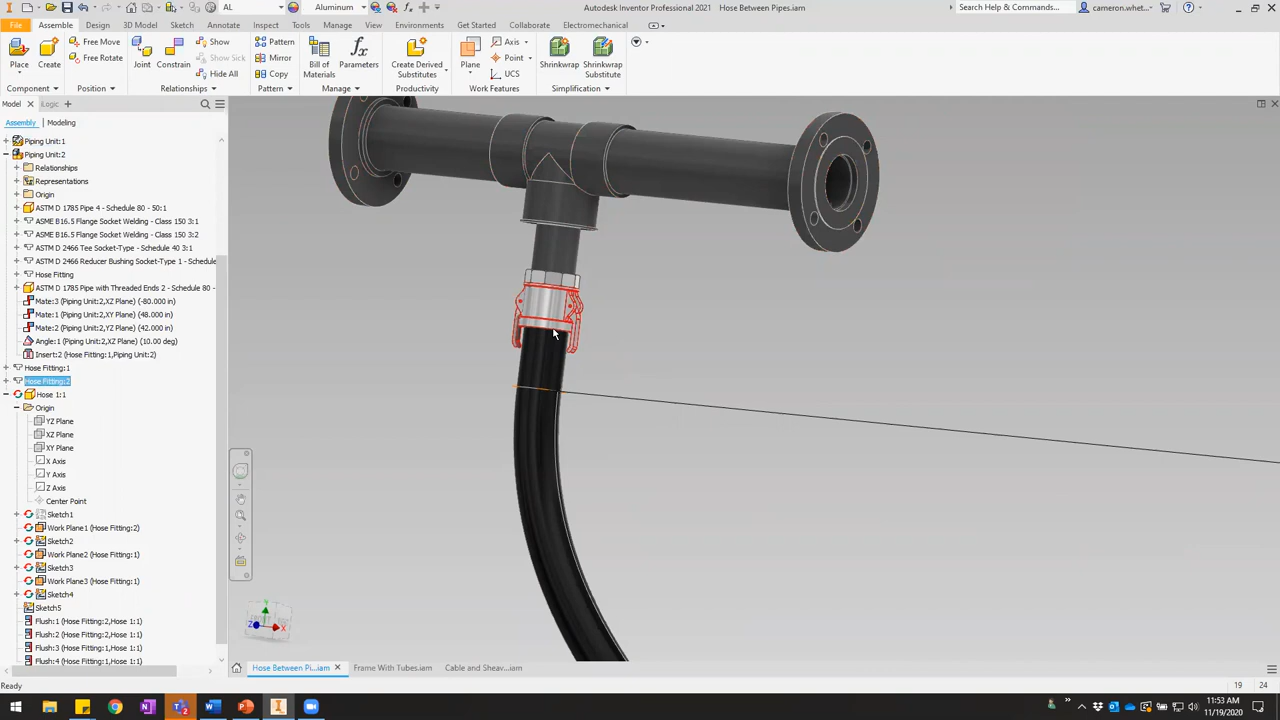 AL
Aluminum
Autodesk Inventor Professional 2021   Hose Between Pipes.iam
Search Help & Commands...
cameron.whet...
File Assemble Design 3D Model Sketch Annotate Inspect Tools Manage View Environments Get Started Collaborate Electromechanical
Free Move Show Pattern Axis
Free Rotate Show Sick Mirror Point
Place Create Joint Constrain Hide All Copy Bill of Materials Parameters Create Derived Substitutes Plane UCS Shrinkwrap Shrinkwrap Substitute
Component Position Relationships Pattern Manage Productivity Work Features Simplification
Model iLogic
Assembly Modeling
Piping Unit:1
Piping Unit:2
Relationships
Representations
Origin
ASTM D 1785 Pipe 4 - Schedule 80 - 50:1
ASME B16.5 Flange Socket Welding - Class 150 3:1
ASME B16.5 Flange Socket Welding - Class 150 3:2
ASTM D 2466 Tee Socket-Type - Schedule 40 3:1
ASTM D 2466 Reducer Bushing Socket-Type 1 - Schedule
Hose Fitting
ASTM D 1785 Pipe with Threaded Ends 2 - Schedule 80 -
Mate:3 (Piping Unit:2,XZ Plane) (-80.000 in)
Mate:1 (Piping Unit:2,XY Plane) (48.000 in)
Mate:2 (Piping Unit:2,YZ Plane) (42.000 in)
Angle:1 (Piping Unit:2,XZ Plane) (10.00 deg)
Insert:2 (Hose Fitting:1,Piping Unit:2)
Hose Fitting:1
Hose Fitting:2
Hose 1:1
Origin
YZ Plane
XZ Plane
XY Plane
X Axis
Y Axis
Z Axis
Center Point
Sketch1
Work Plane1 (Hose Fitting:2)
Sketch2
Work Plane2 (Hose Fitting:2)
Sketch3
Work Plane3 (Hose Fitting:2)
Sketch4
Sketch5
Flush:1 (Hose Fitting:2,Hose 1:1)
Flush:2 (Hose Fitting:2,Hose 1:1)
Flush:3 (Hose Fitting:2,Hose 1:1)
Flush:4 (Hose Fitting:2,Hose 1:1)
Y
Z X
Hose Between Pi...iam Frame With Tubes.iam Cable and Sheav...iam
Ready
19 24
11:53 AM
11/19/2020